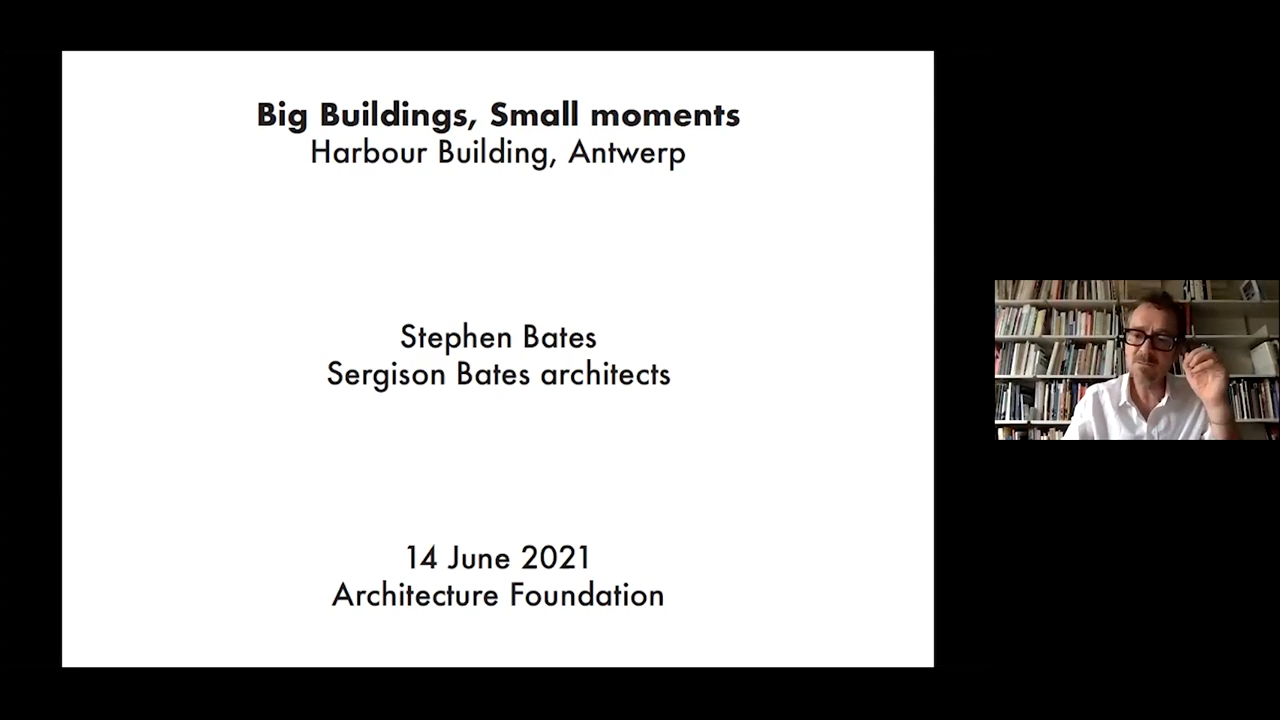 Big Buildings, Small moments
Harbour Building, Antwerp
Stephen Bates
Sergison Bates architects
14 June 2021
Architecture Foundation